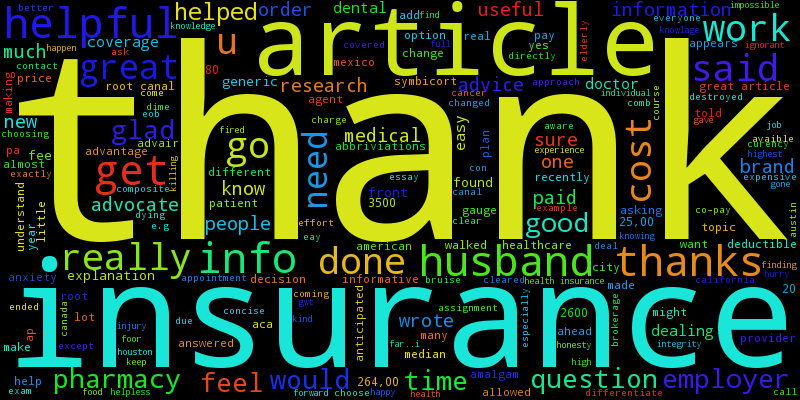 better
helpful
helped
order
dental
add
find
useful
information
impossible
knowledge
everyone
knowlage
much
coverage
u
article
option
real
pay
yes
directly
work
appears
ignorant
contact
happen
ask
great
80
mexico
covered
full
change
elderly
said
price
root canal
come
generic
research
symbicort
advice
approach
doctor
individual
comb
great article
making
new
dime
eob
agent
cancer
changed
destroyed
told
gave
choosing
glad
advair
fired
charge
easy
plan
aware
sure
course
job
avaible
curency
highest
pa
fee
almost
exactly
advantage
go
different
need
medical
abbriviations
experience
one
recently
cost
brand
expensive
gone
get
killing
know
essay
found
con
canal
thank
composite
advocate
dying
e.g
patient
people
front
3500
gauge
clear
paid
example
good
asking
25,00
knowing
co-pay
topic
austin
understand
year
little
effort
eay
american
walked
healthcare
deal
want
deductible
really
info
done
husband
city
thanks
finding
hurry
anxiety
explanation
appointment
decision
informative
bruise
cleared
health insurance
made
california
20
insurance
ended
root
canada
lot
concise
coming
gwt
kind
anticipated
wrote
assignment
many
especially
2600
ahead
honesty
brokerage
might
dealing
integrity
provider
ap
make
except
injury
foor
houston
keep
due
aca
answered
far..i
median
high
help
exam
pharmacy
food
helpless
feel
would
forward
choose
264,00
happy
time
health
amalgam
allowed
question
differentiate
employer
call